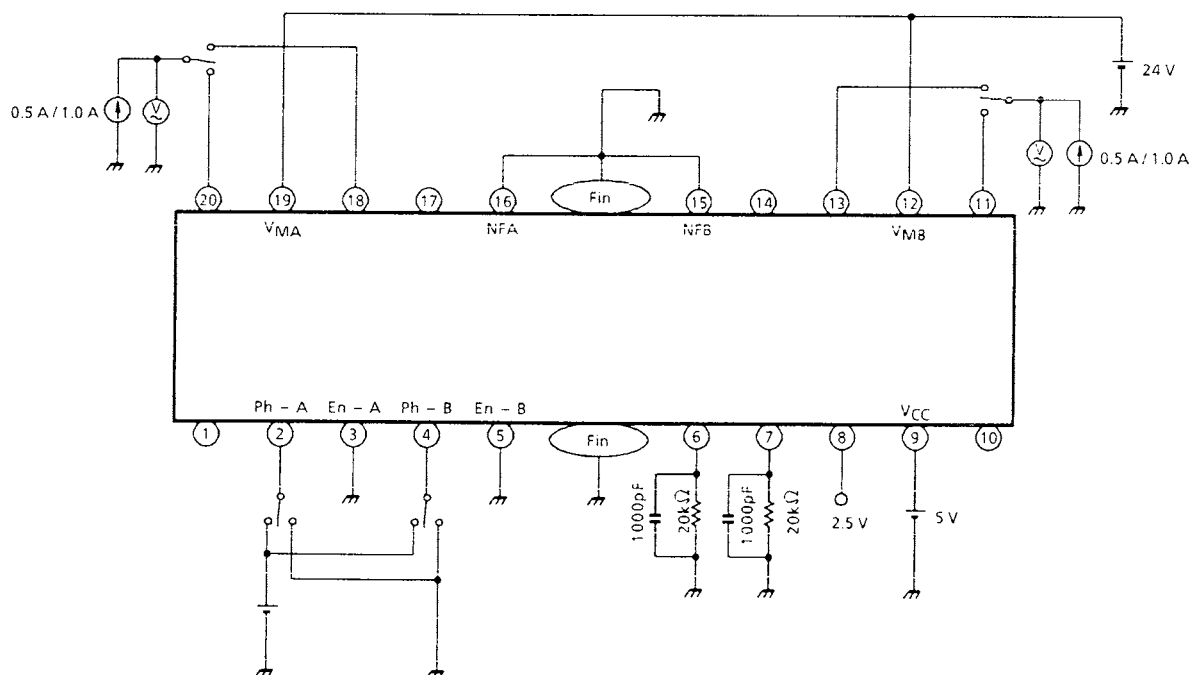 24 V
0.5 A / 1.0 A
V
V
0.5 A / 1.0 A
Fin
20
19
18
17
16
15
14
13
12
11
VMA
NFA
NFB
VMB
Ph – A
En – A
Ph – B
En – B
VCC
1
2
3
4
5
Fin
6
7
8
9
10
1000pF
20kΩ
1000pF
20kΩ
2.5 V
5 V